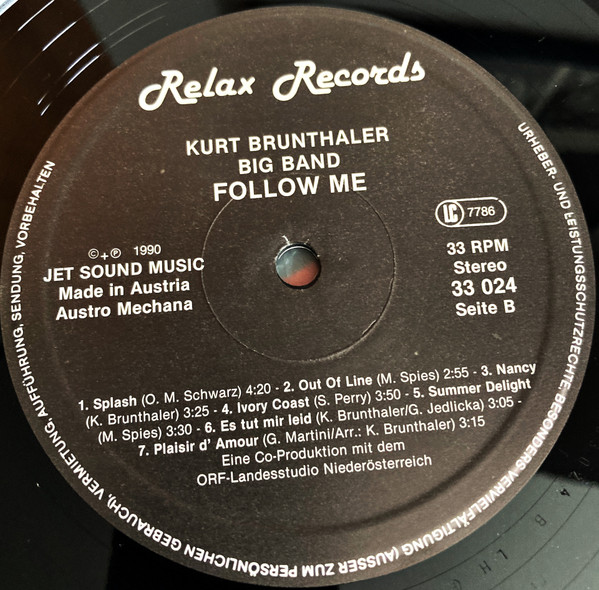 Relax Records
KURT BRUNTHALER
BIG BAND
FOLLOW ME
LC 7786
©+℗ 1990
JET SOUND MUSIC
Made in Austria
Austro Mechana
33 RPM
Stereo
33 024
Seite B
1. Splash (O. M. Schwarz) 4:20 - 2. Out Of Line (M. Spies) 2:55 - 3. Nancy
(K. Brunthaler) 3:25 - 4. Ivory Coast (S. Perry) 3:50 - 5. Summer Delight
(M. Spies) 3:30 - 6. Es tut mir leid (K. Brunthaler/G. Jedlicka) 3:05 -
7. Plaisir d' Amour (G. Martini/Arr.: K. Brunthaler) 3:15
Eine Co-Produktion mit dem
ORF-Landesstudio Niederösterreich
URHEBER- UND LEISTUNGSSCHUTZRECHTE, BESONDERS VERVIELFÄLTIGUNG (AUSSER ZUM PERSÖNLICHEN GEBRAUCH), VERMIETUNG, AUFFÜHRUNG, SENDUNG, VORBEHALTEN